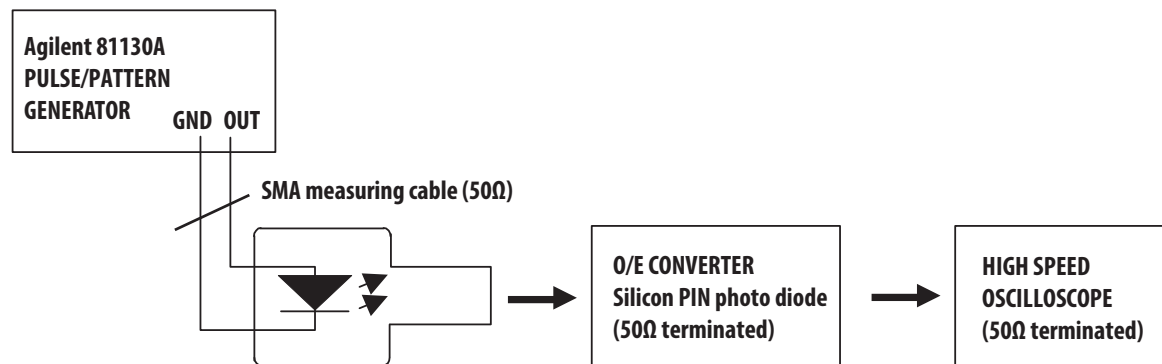 Agilent 81130A
PULSE/PATTERN
GENERATOR
GND OUT
SMA measuring cable (50Ω)
O/E CONVERTER
Silicon PIN photo diode
(50Ω terminated)
HIGH SPEED
OSCILLOSCOPE
(50Ω terminated)